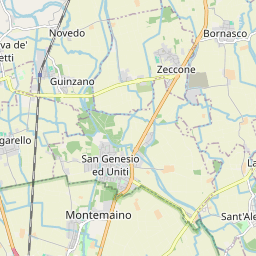 Novedo
Bornasco
va de'
etti
Zeccone
Guinzano
garello
San Genesio
ed Uniti
La
Montemaino
Sant'Ale